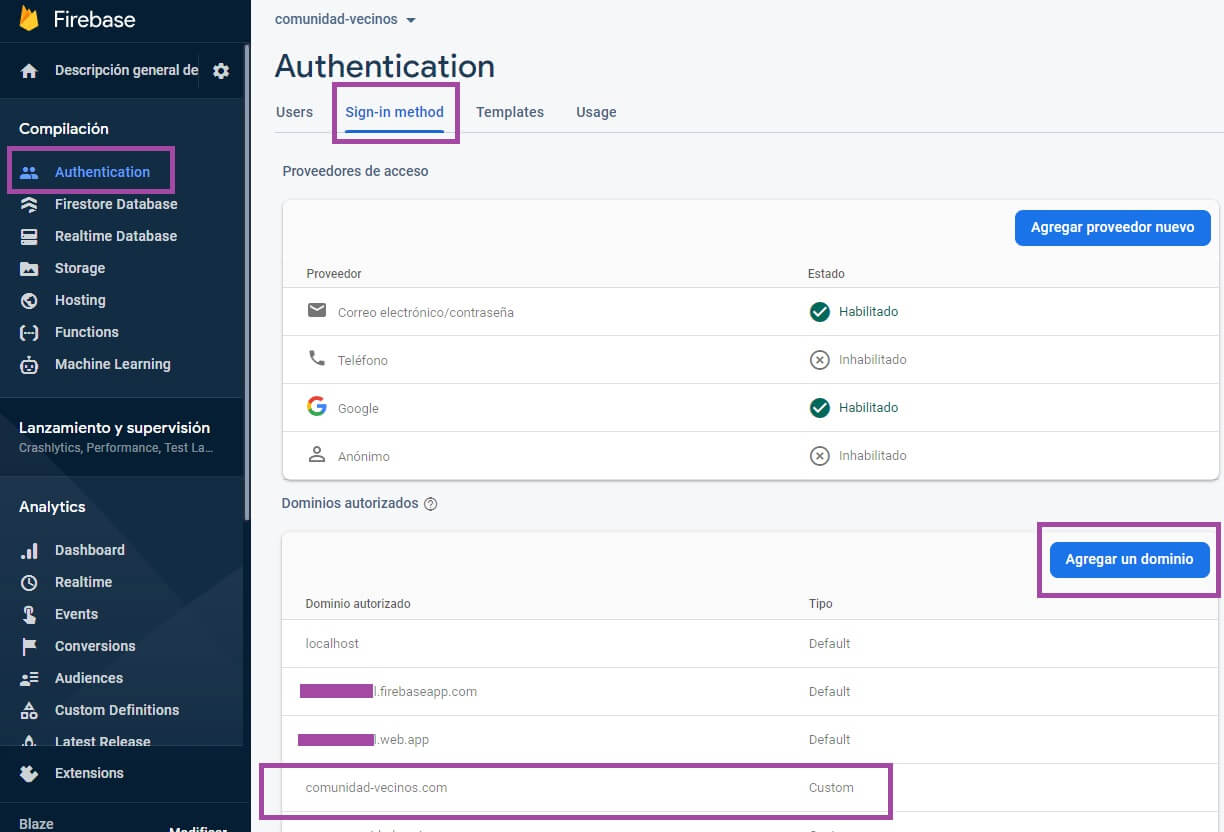 Firebase
Descripción general de
Compilación
Authentication
Firestore Database
Realtime Database
Storage
Hosting
Functions
Machine Learning
Lanzamiento y supervisión
Crashlytics, Performance, Test La...
Analytics
Dashboard
Realtime
Events
Conversions
Audiences
Custom Definitions
Latest Release
Extensions
Blaze
Modificar
comunidad-vecinos
Authentication
Users Sign-in method Templates Usage
Proveedores de acceso
Agregar proveedor nuevo
Proveedor Estado
Correo electrónico/contraseña Habilitado
Teléfono Inhabilitado
Google Habilitado
Anónimo Inhabilitado
Dominios autorizados
Agregar un dominio
Dominio autorizado Tipo
localhost Default
l.firebaseapp.com Default
l.web.app Default
comunidad-vecinos.com Custom